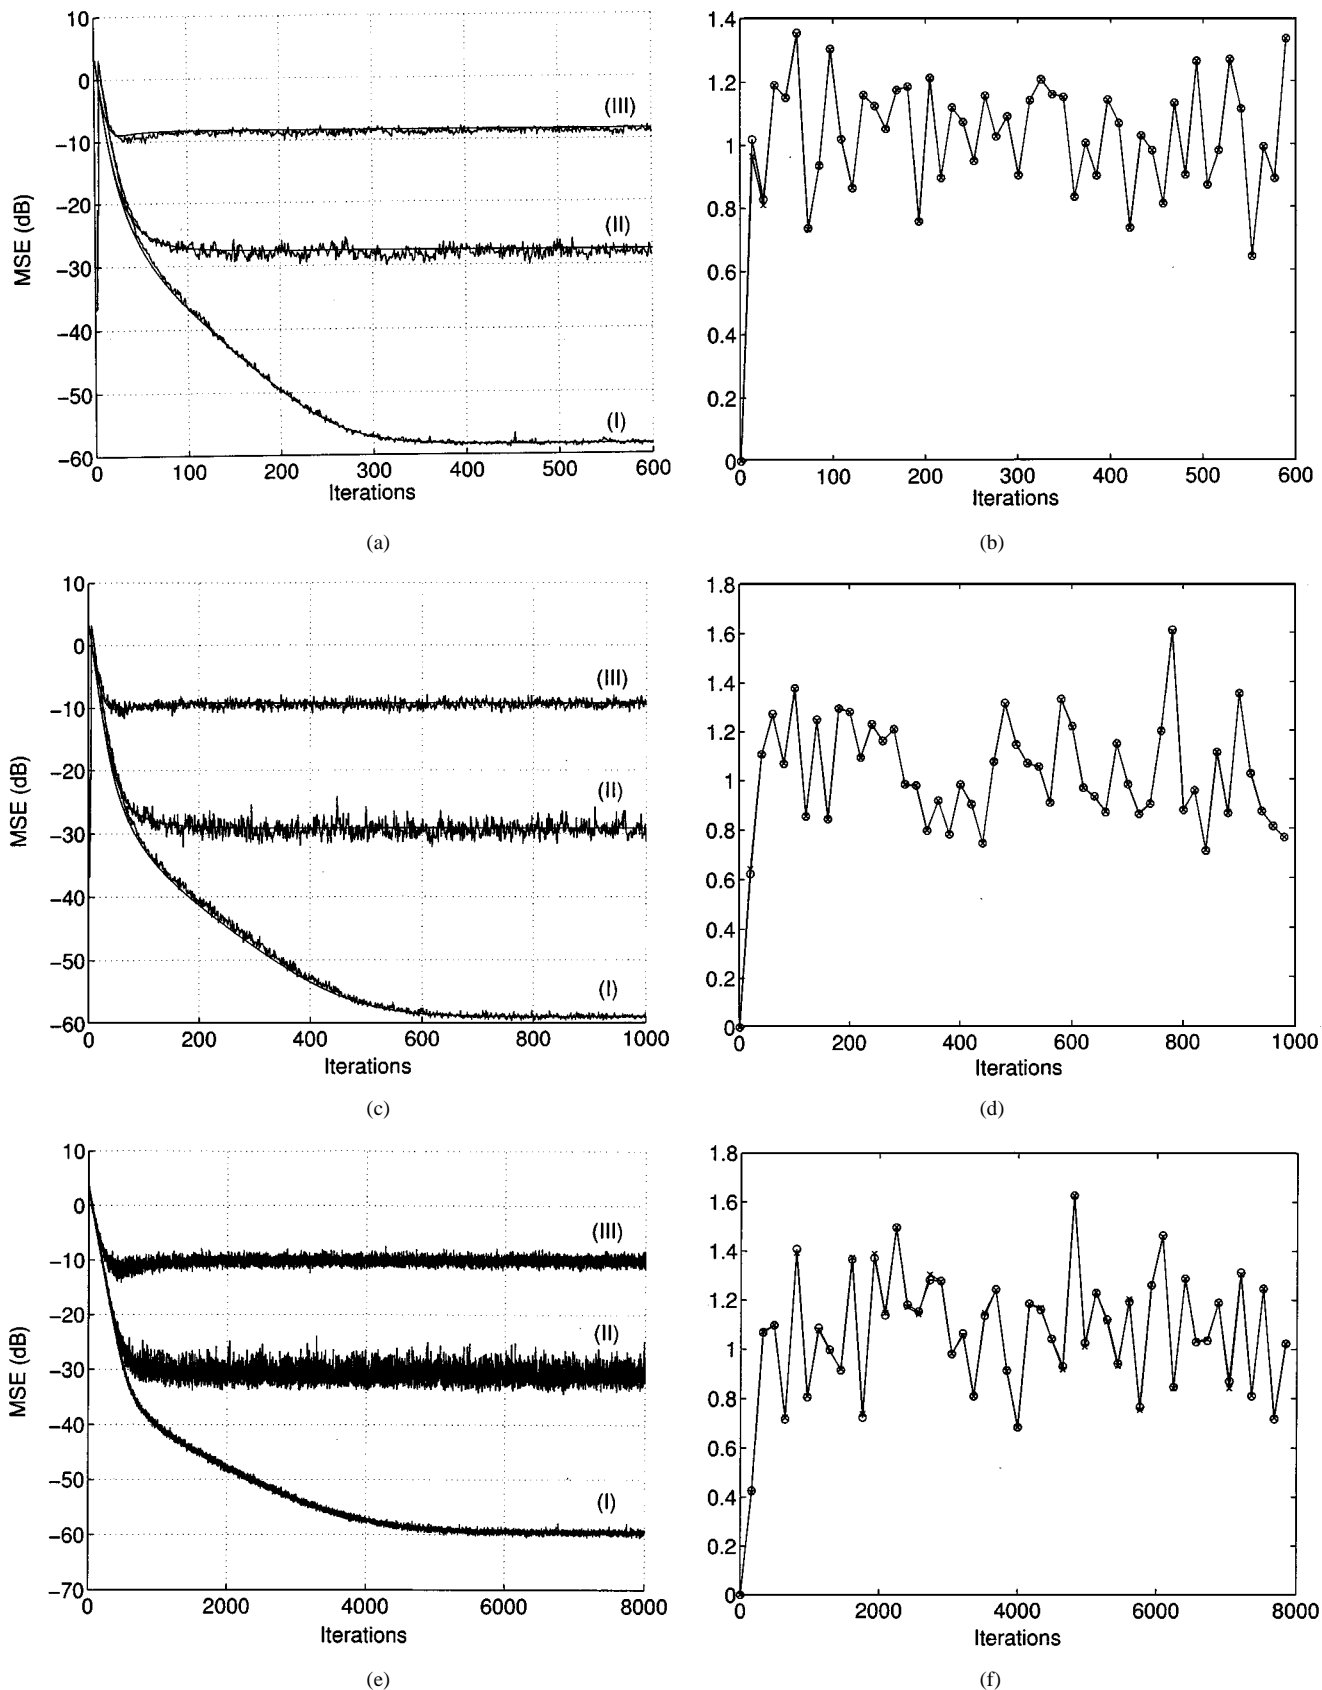 10
0
−10
−20
−30
−40
−50
−60
MSE (dB)
(III)
(II)
(I)
0 100 200 300 400 500 600
Iterations
(a)
1.4
1.2
1
0.8
0.6
0.4
0.2
0
0 100 200 300 400 500 600
Iterations
(b)
10
0
−10
−20
−30
−40
−50
−60
MSE (dB)
(III)
(II)
(I)
0 200 400 600 800 1000
Iterations
(c)
1.8
1.6
1.4
1.2
1
0.8
0.6
0.4
0.2
0
0 200 400 600 800 1000
Iterations
(d)
10
0
−10
−20
−30
−40
−50
−60
−70
MSE (dB)
(III)
(II)
(I)
0 2000 4000 6000 8000
Iterations
(e)
1.8
1.6
1.4
1.2
1
0.8
0.6
0.4
0.2
0
0 2000 4000 6000 8000
Iterations
(f)